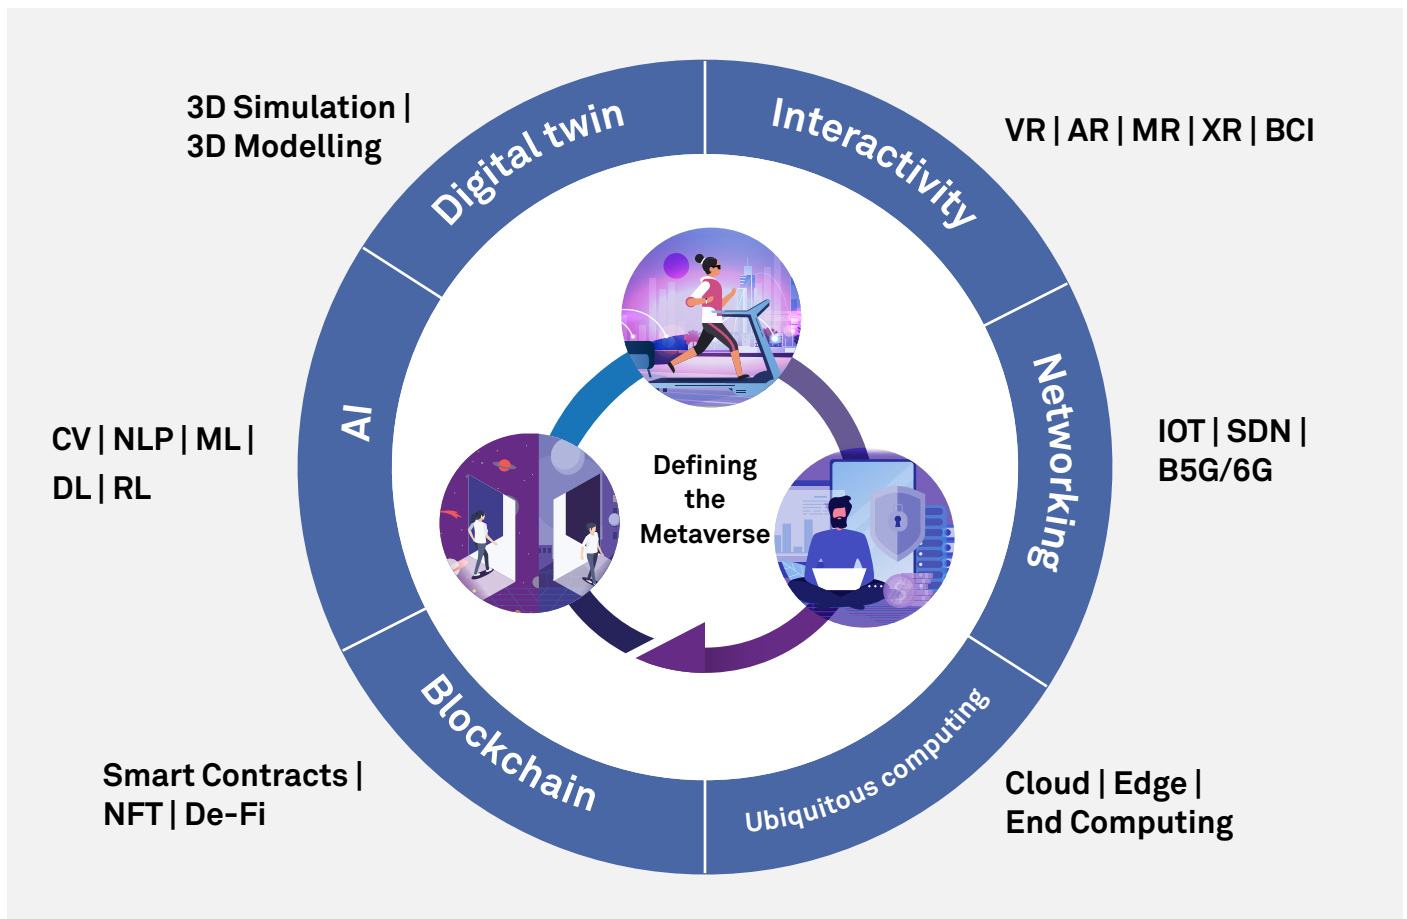 3D Simulation |
3D Modelling
Digital twin
Interactivity
VR | AR | MR | XR | BCI
AI
CV | NLP | ML |
DL | RL
Defining
the
Metaverse
Networking
IOT | SDN |
B5G/6G
Blockchain
Smart Contracts |
NFT | De-Fi
Ubiquitous computing
Cloud | Edge |
End Computing